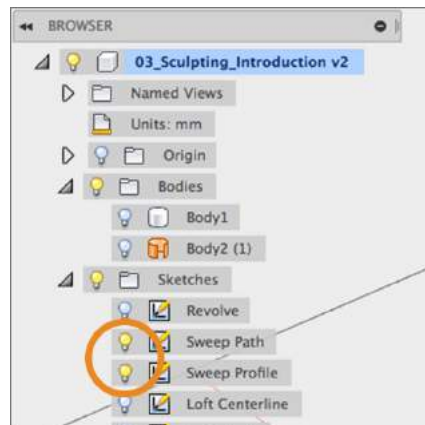 BROWSER
03_Sculpting_Introduction v2
Named Views
Units: mm
Origin
Bodies
Body1
Body2 (1)
Sketches
Revolve
Sweep Path
Sweep Profile
Loft Centerline